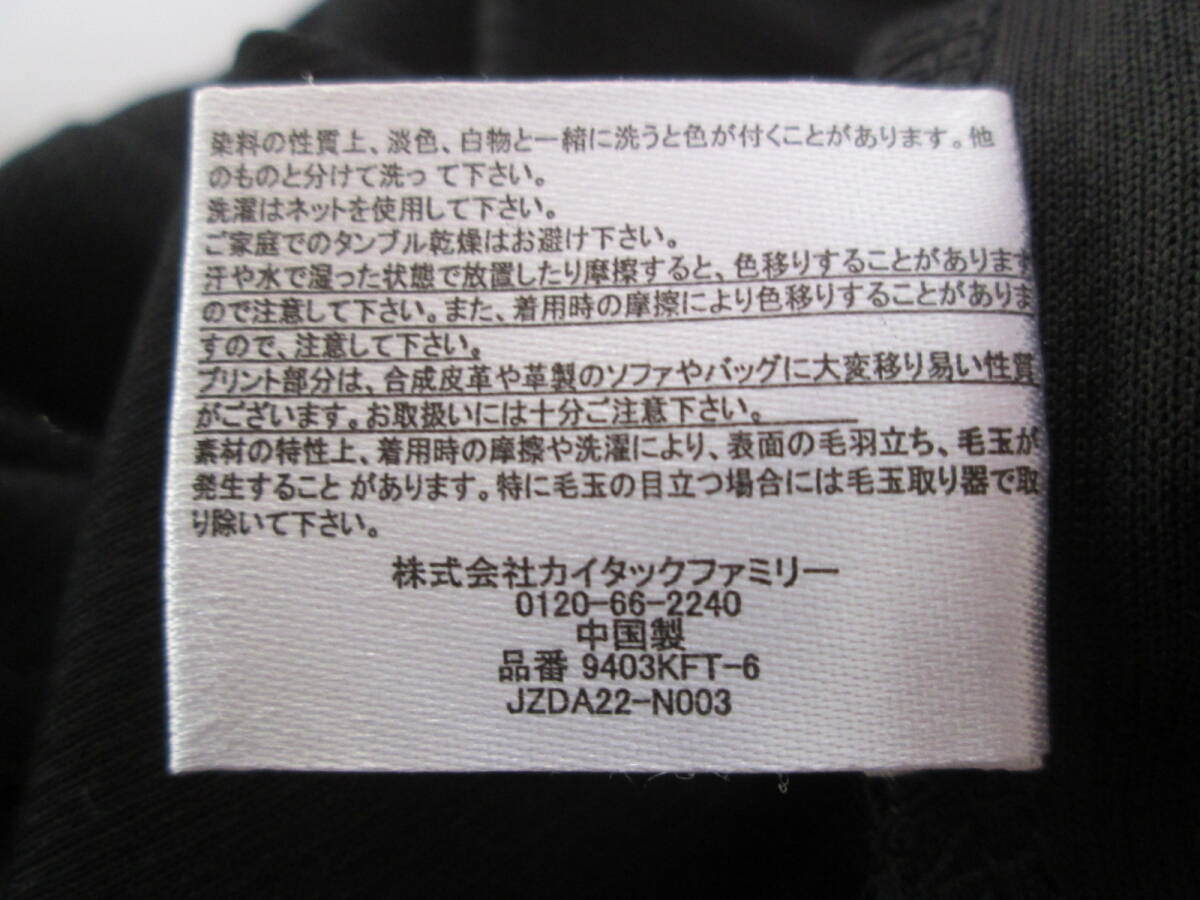 染料の性質上、淡色、白物と一緒に洗うと色が付くことがあります。他
のものと分けて洗っ て下さい。
洗濯はネットを使用して下さい。
ご家庭でのタンブル乾燥はお避け下さい。
汗や水で湿った状態で放置したり摩擦すると、色移りすることがあります
ので注意して下さい。また、着用時の摩擦により色移りすることがありま
すので、注意して下さい。
プリント部分は、合成皮革や革製のソファやバッグに大変移り易い性質
がございます。お取扱いには十分ご注意下さい。
素材の特性上、着用時の摩擦や洗濯により、表面の毛羽立ち、毛玉が
発生すること があります。特に毛玉の目立つ場合には毛玉取り器で取
り除いて下さい。
株式会社カイタックファミリー
0120-66-2240
中国製
品番 9403KFT-6
JZDA22-N003